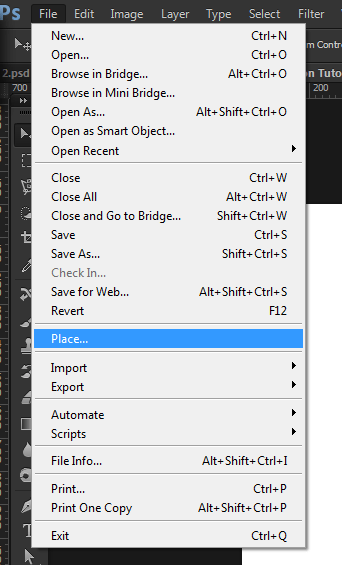 Ps File Edit Image Layer Type Select Filter
New... Ctrl+N
Open... Ctrl+O
Browse in Bridge... Alt+Ctrl+O
Browse in Mini Bridge...
Open As... Alt+Shift+Ctrl+O
Open as Smart Object...
Open Recent
Close Ctrl+W
Close All Alt+Ctrl+W
Close and Go to Bridge... Shift+Ctrl+W
Save Ctrl+S
Save As... Shift+Ctrl+S
Check In...
Save for Web... Alt+Shift+Ctrl+S
Revert F12
Place...
Import
Export
Automate
Scripts
File Info... Alt+Shift+Ctrl+I
Print... Ctrl+P
Print One Copy Alt+Shift+Ctrl+P
Exit Ctrl+Q
m Contro
2.psd
on Tuto
700
200
T